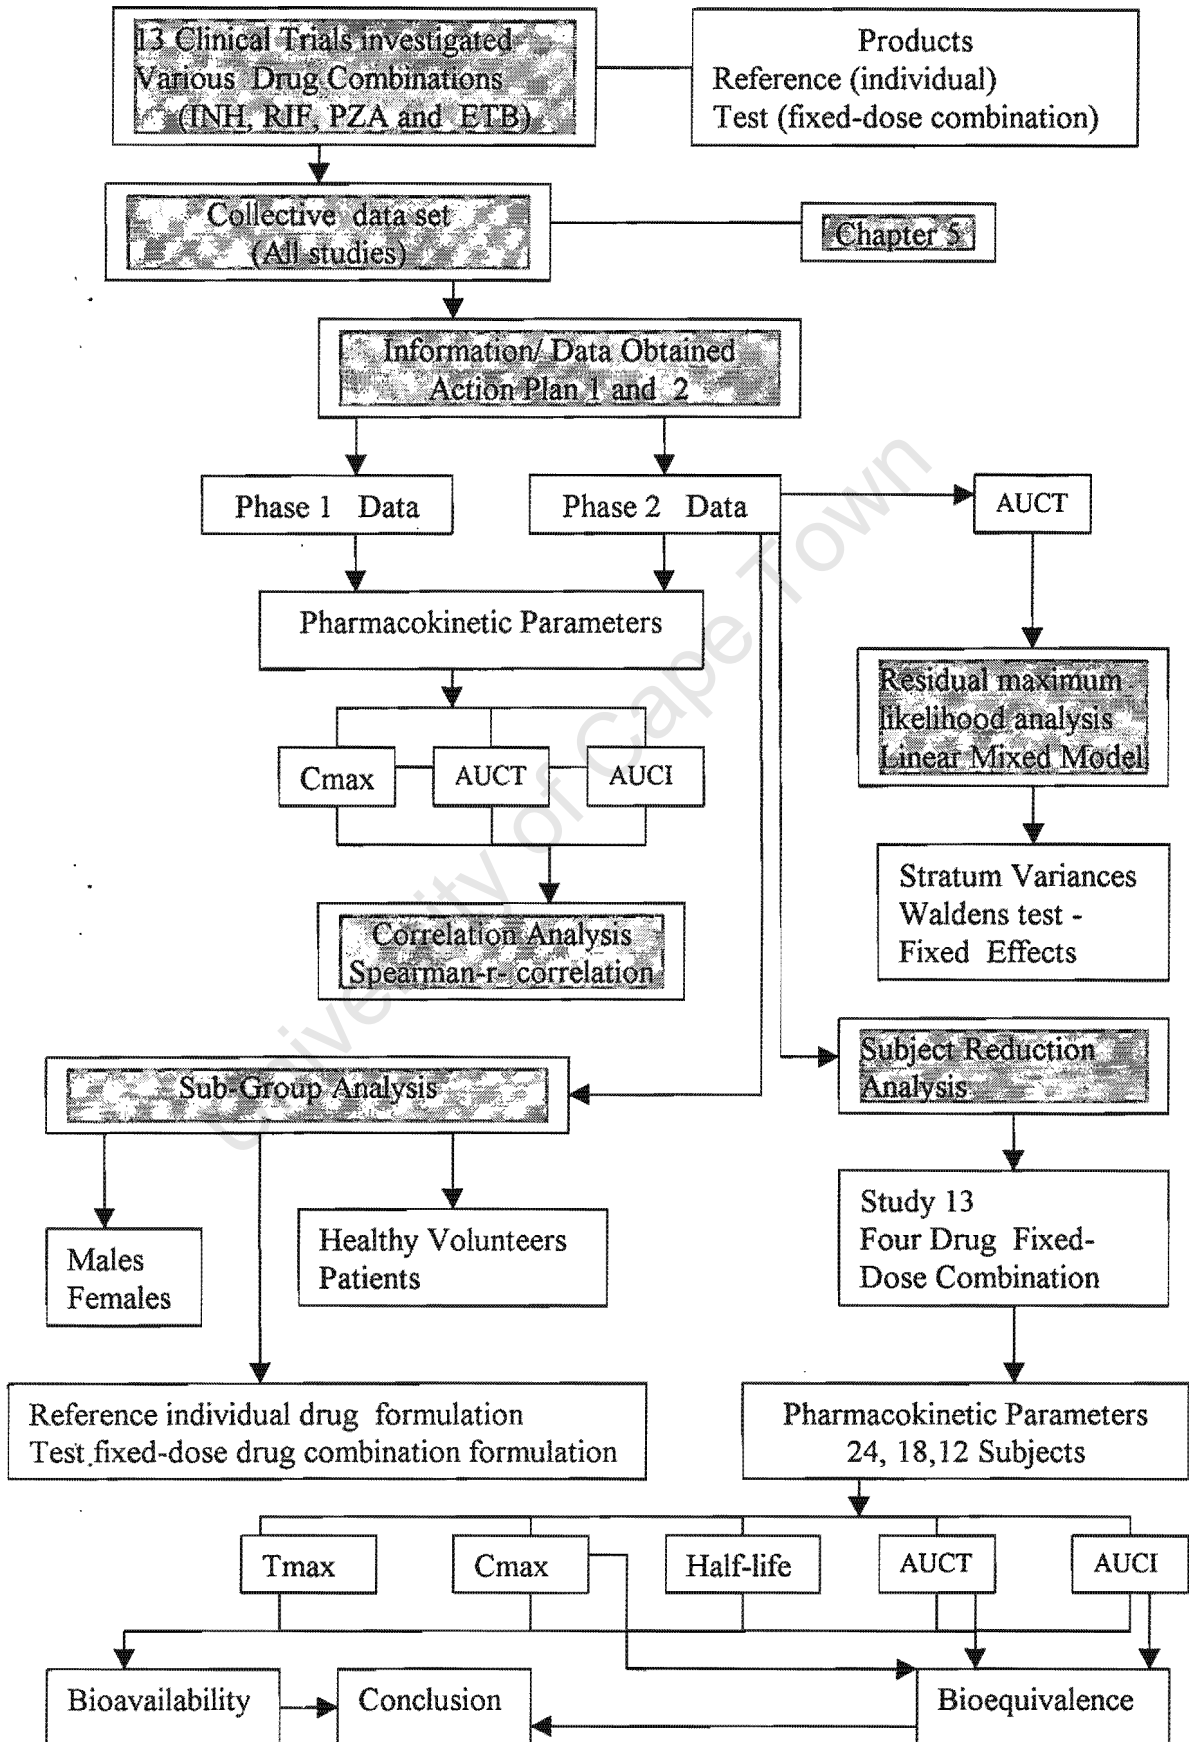 13 Clinical Trials investigated
Various Drug Combinations
(INH, RIF, PZA and ETB)
Products
Reference (individual)
Test (fixed-dose combination)
Collective data set
(All studies)
Chapter 5
Information/ Data Obtained
Action Plan 1 and 2
Phase 1 Data
Phase 2 Data
AUCT
Pharmacokinetic Parameters
Residual maximum
likelihood analysis
Linear Mixed Model
Cmax
AUCT
AUCI
Stratum Variances
Waldens test -
Fixed Effects
Correlation Analysis
Spearman-r- correlation
Sub-Group Analysis
Subject Reduction
Analysis
Males
Females
Healthy Volunteers
Patients
Study 13
Four Drug Fixed-
Dose Combination
Reference individual drug formulation
Test fixed-dose drug combination formulation
Pharmacokinetic Parameters
24, 18,12 Subjects
Tmax
Cmax
Half-life
AUCT
AUCI
Bioavailability
Conclusion
Bioequivalence
University of Cape Town